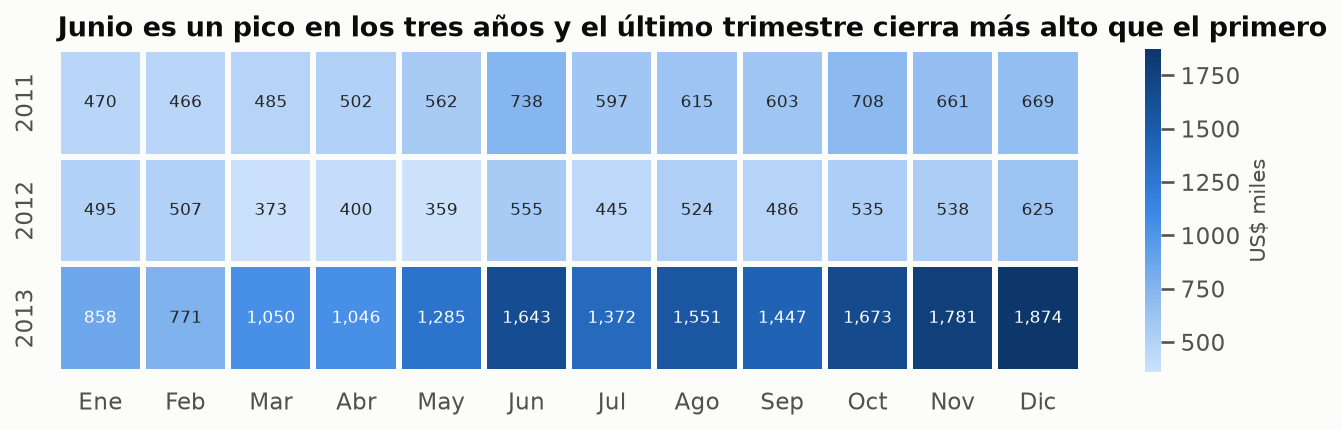 Junio es un pico en los tres años y el último trimestre cierra más alto que el primero
2011 470 466 485 502 562 738 597 615 603 708 661 669
2012 495 507 373 400 359 555 445 524 486 535 538 625
2013 858 771 1,050 1,046 1,285 1,643 1,372 1,551 1,447 1,673 1,781 1,874
Ene Feb Mar Abr May Jun Jul Ago Sep Oct Nov Dic
1750
1500
1250
1000
750
500
US$ miles